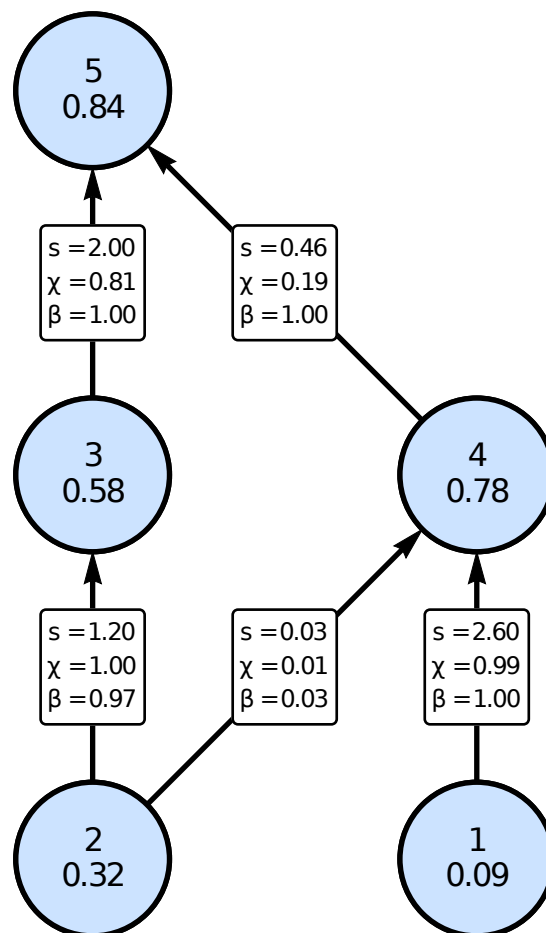 5
0.84
s =2.00
χ =0.81
β =1.00
s =0.46
χ =0.19
β =1.00
3
0.58
4
0.78
s =1.20
χ =1.00
β =0.97
s =0.03
χ =0.01
β =0.03
s =2.60
χ =0.99
β =1.00
2
0.32
1
0.09